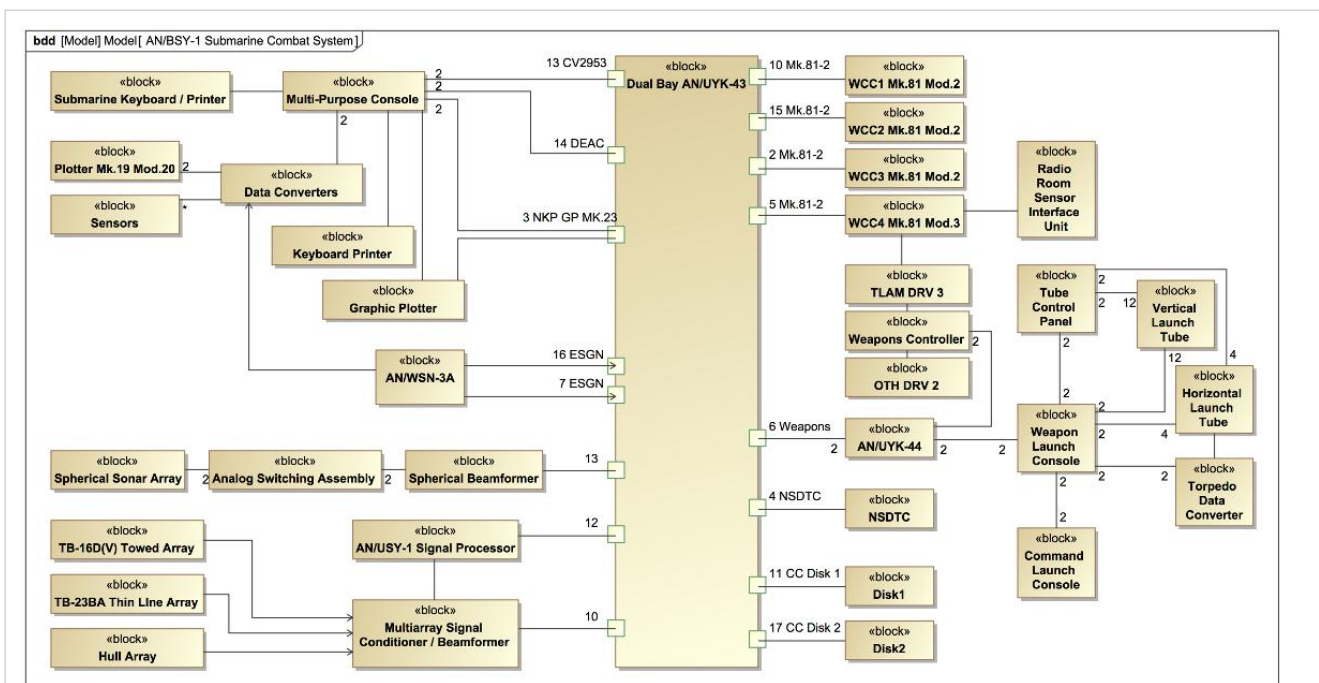 bdd [Model] Model[ AN/BSY-1 Submarine Combat System]
«block»
Submarine Keyboard / Printer
«block»
Multi-Purpose Console
2
2
2
2
13 CV2953
14 DEAC
3 NKP GP MK.23
«block»
Plotter Mk.19 Mod.20
2
«block»
Sensors
*
«block»
Data Converters
«block»
Keyboard Printer
«block»
Graphic Plotter
«block»
AN/WSN-3A
16 ESGN
7 ESGN
«block»
Spherical Sonar Array
2
«block»
Analog Switching Assembly
2
«block»
Spherical Beamformer
13
«block»
TB-16D(V) Towed Array
«block»
TB-23BA Thin LIne Array
«block»
Hull Array
«block»
AN/USY-1 Signal Processor
12
«block»
Multiarray Signal
Conditioner / Beamformer
10
«block»
Dual Bay AN/UYK-43
10 Mk.81-2
«block»
WCC1 Mk.81 Mod.2
15 Mk.81-2
«block»
WCC2 Mk.81 Mod.2
2 Mk.81-2
«block»
WCC3 Mk.81 Mod.2
5 Mk.81-2
«block»
WCC4 Mk.81 Mod.3
«block»
Radio
Room
Sensor
Interface
Unit
«block»
TLAM DRV 3
«block»
Weapons Controller
2
«block»
OTH DRV 2
6 Weapons
2
«block»
AN/UYK-44
2
2
«block»
Tube
Control
Panel
2
2
2
12
«block»
Vertical
Launch
Tube
12
4
«block»
Horizontal
Launch
Tube
2
«block»
Weapon
Launch
Console
2
2
4
2
2
«block»
Torpedo
Data
Converter
2
2
«block»
Command
Launch
Console
4 NSDTC
«block»
NSDTC
11 CC Disk 1
«block»
Disk1
17 CC Disk 2
«block»
Disk2